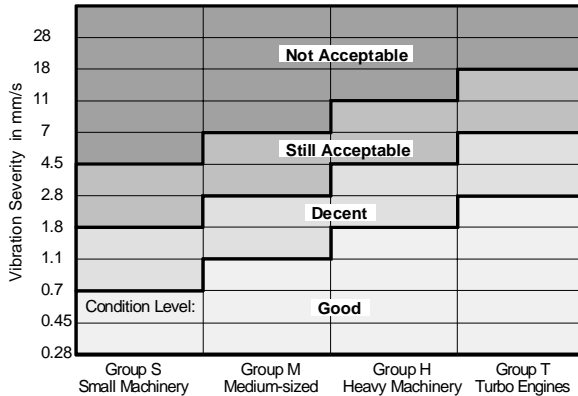 Vibration Severity in mm/s
28
18
11
7
4.5
2.8
1.8
1.1
0.7
0.45
0.28
Not Acceptable
Still Acceptable
Decent
Condition Level: Good
Group S Group M Group H Group T
Small Machinery Medium-sized Heavy Machinery Turbo Engines